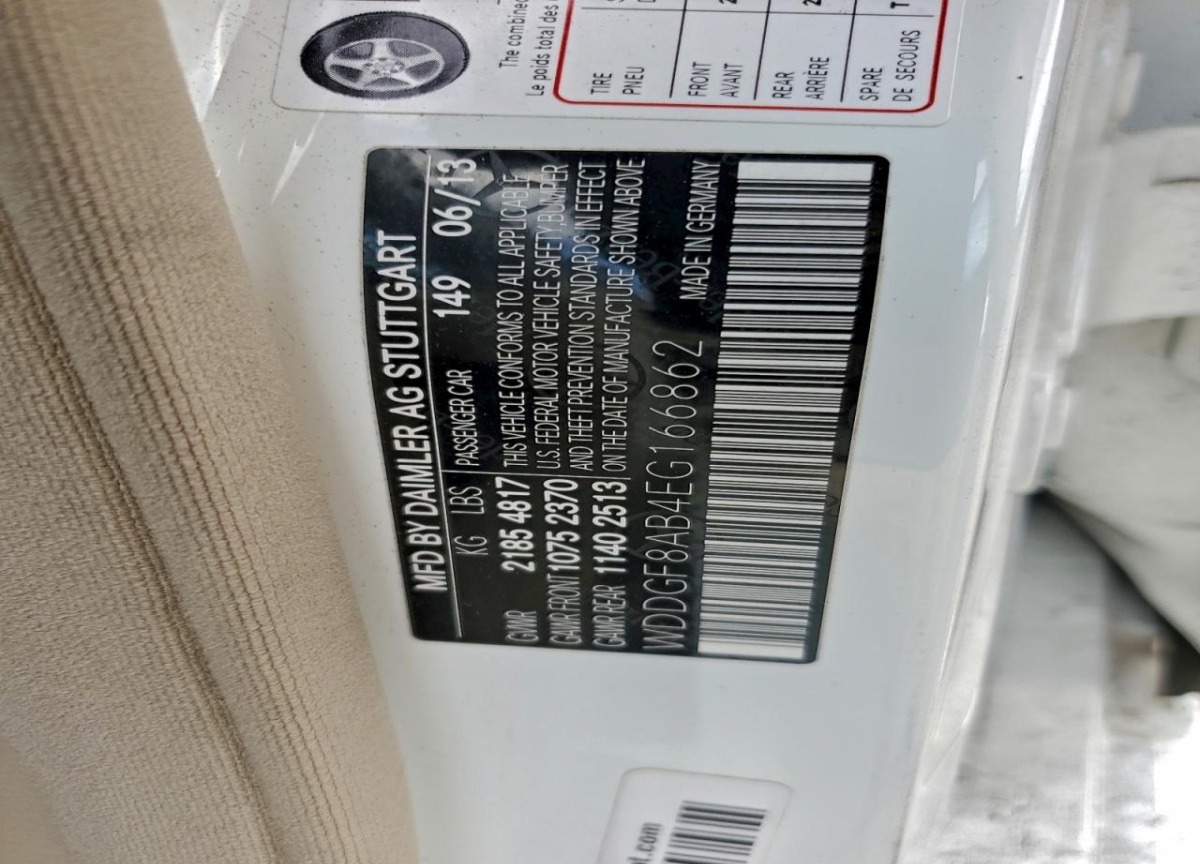 MFD BY DAIMLER AG STUTTGART
KG LBS PASSENGER CAR 149 06/13
GVWR 2185 4817
GAWR FRONT 1075 2370
GAWR REAR 1140 2513
THIS VEHICLE CONFORMS TO ALL APPLICABLE
U.S. FEDERAL MOTOR VEHICLE SAFETY,BUMPER
AND THEFT PREVENTION STANDARDS IN EFFECT
ON THE DATE OF MANUFACTURE SHOWN ABOVE
WDDGF8AB4EG166862 MADE IN GERMANY
The combined
Le poids total des
TIRE
PNEU
FRONT
AVANT
REAR
ARRIÈRE
SPARE
DE SECOURS